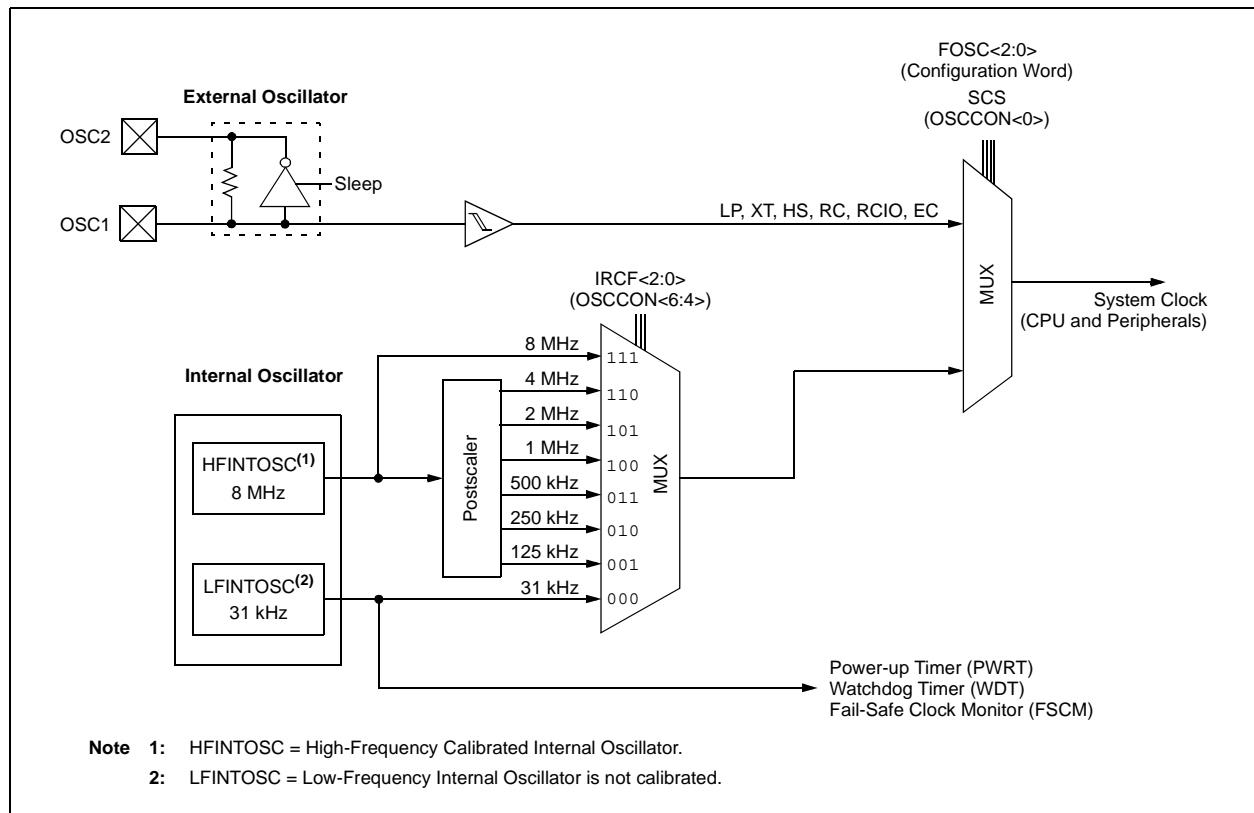 FOSC<2:0>
(Configuration Word)
SCS
(OSCCON<0>)
External Oscillator
OSC2
Sleep
OSC1
LP, XT, HS, RC, RCIO, EC
IRCF<2:0>
(OSCCON<6:4>)
MUX
System Clock
(CPU and Peripherals)
Internal Oscillator
8 MHz
111
4 MHz
110
2 MHz
101
1 MHz
100
500 kHz
011
250 kHz
010
125 kHz
001
31 kHz
000
MUX
Postscaler
HFINTOSC(1)
8 MHz
LFINTOSC(2)
31 kHz
Power-up Timer (PWRT)
Watchdog Timer (WDT)
Fail-Safe Clock Monitor (FSCM)
Note 1: HFINTOSC = High-Frequency Calibrated Internal Oscillator.
2: LFINTOSC = Low-Frequency Internal Oscillator is not calibrated.